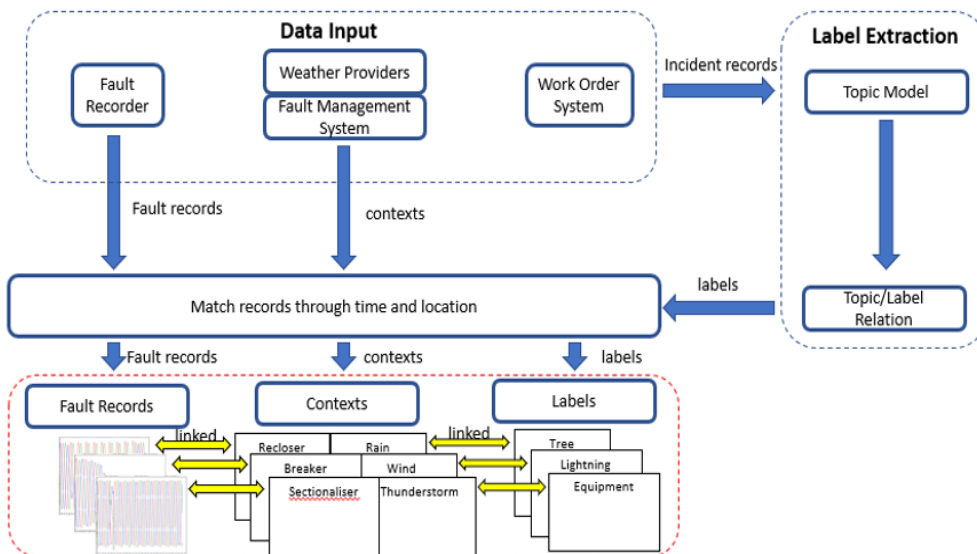 Data Input
Label Extraction
Fault
Recorder
Weather Providers
Fault Management
System
Work Order
System
Incident records
Topic Model
Fault records
contexts
Match records through time and location
labels
Topic/Label
Relation
Fault records
contexts
labels
Fault Records
Contexts
Labels
linked
linked
Recloser
Rain
Tree
Breaker
Wind
Lightning
Sectionaliser
Thunderstorm
Equipment